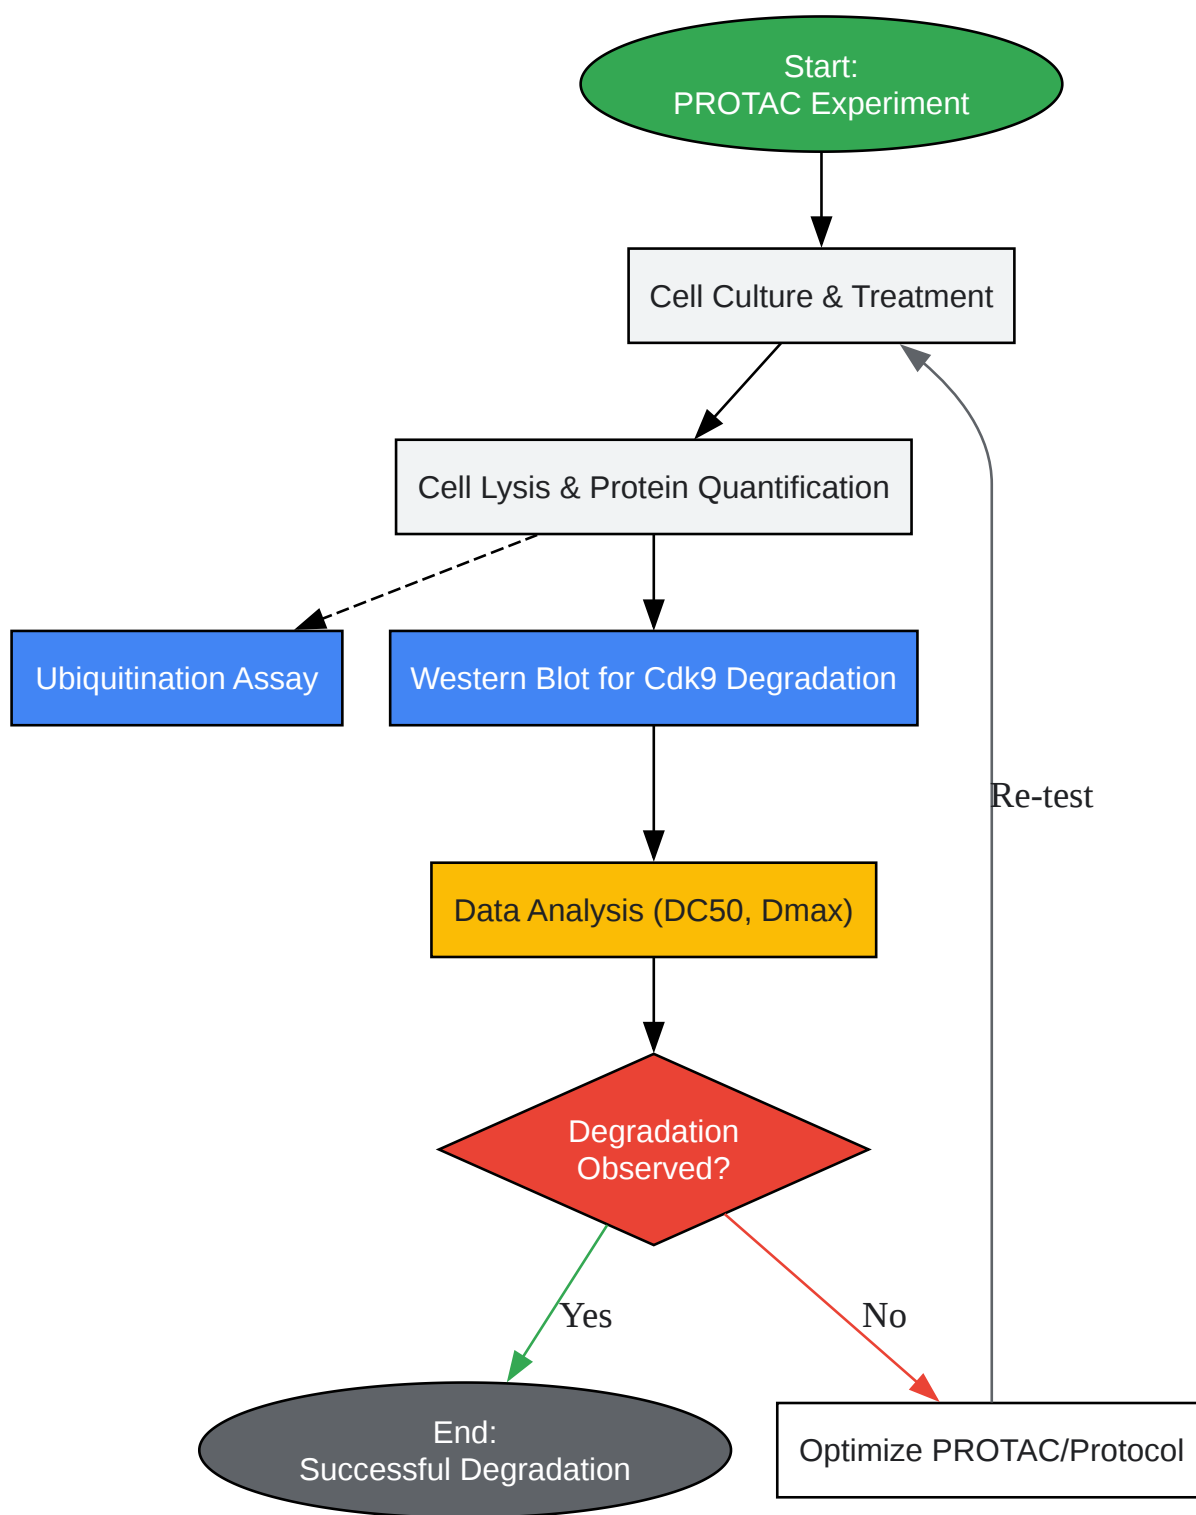 Start:
PROTAC Experiment
Cell Culture & Treatment
Cell Lysis & Protein Quantification
Ubiquitination Assay
Western Blot for Cdk9 Degradation
Re-test
Data Analysis (DC50, Dmax)
Degradation
Observed?
Yes
No
End:
Successful Degradation
Optimize PROTAC/Protocol